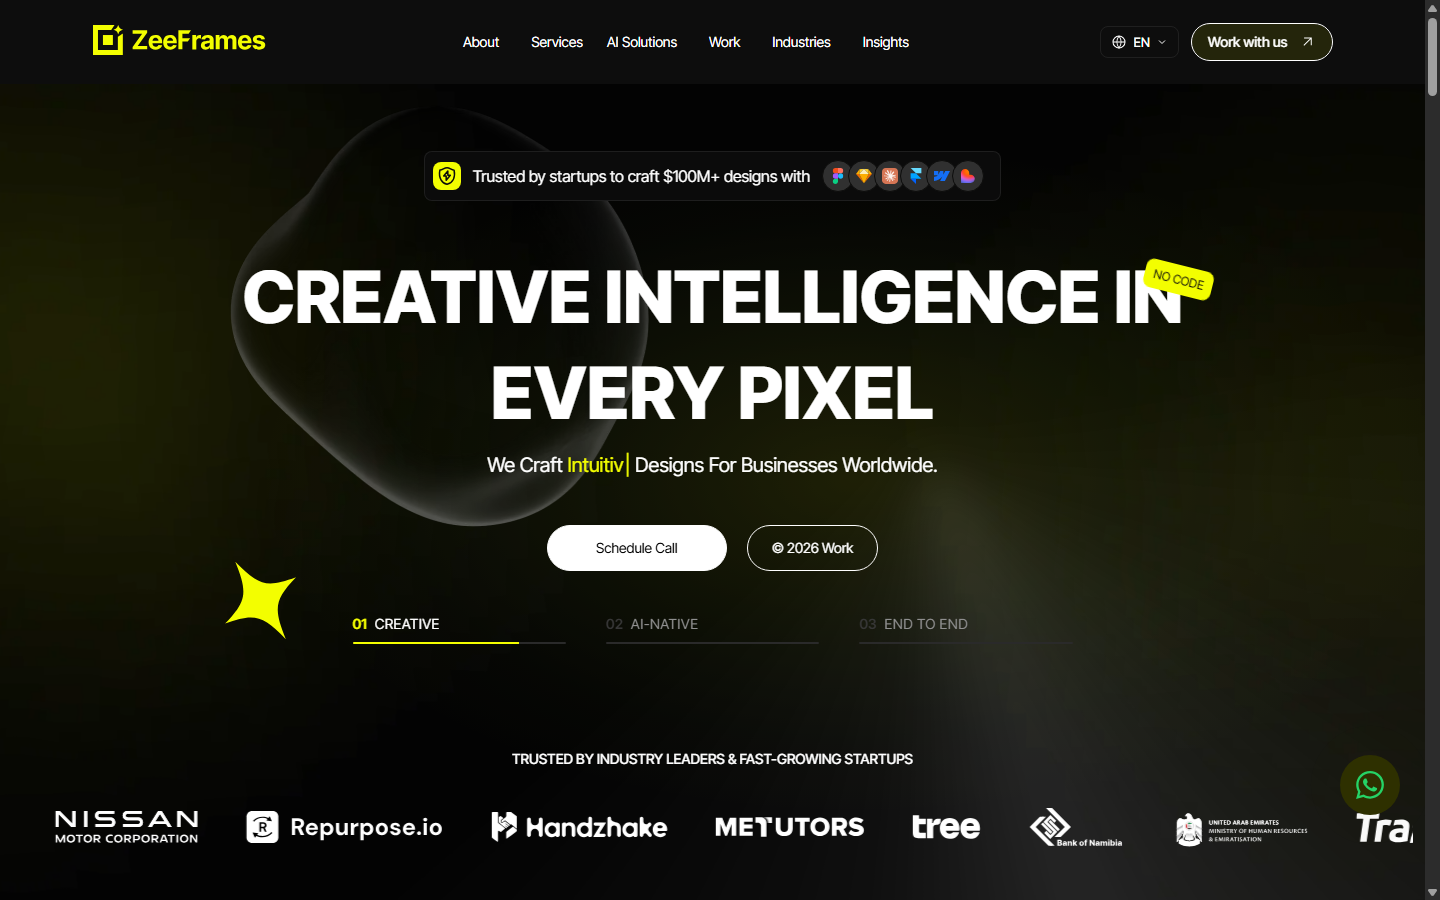 ZeeFrames
About
Services
AI Solutions
Work
Industries
Insights
EN
Work with us
Trusted by startups to craft $100M+ designs with
CREATIVE INTELLIGENCE IN
NO CODE
EVERY PIXEL
We Craft Intuitiv| Designs For Businesses Worldwide.
Schedule Call
© 2026 Work
01 CREATIVE
02 AI-NATIVE
03 END TO END
TRUSTED BY INDUSTRY LEADERS & FAST-GROWING STARTUPS
NISSAN
MOTOR CORPORATION
R Repurpose.io
Handzhake
METUTORS
tree
Bank of Namibia
UNITED ARAB EMIRATES
MINISTRY OF HUMAN RESOURCES
& EMIRATISATION